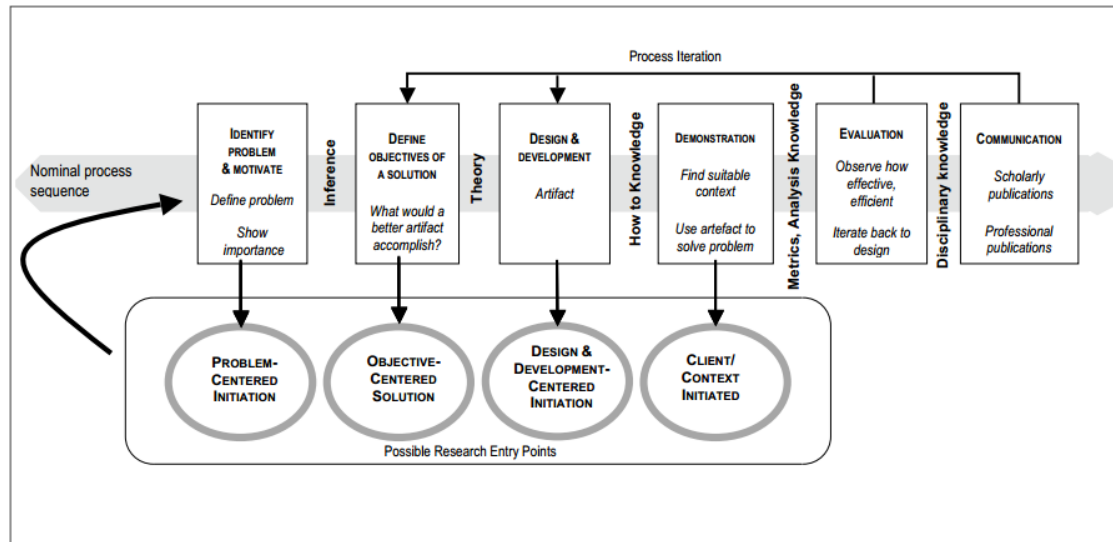 Process Iteration
Nominal process
sequence
IDENTIFY
PROBLEM
& MOTIVATE
Define problem
Show
importance
Inference
DEFINE
OBJECTIVES OF
A SOLUTION
What would a
better artifact
accomplish?
Theory
DESIGN &
DEVELOPMENT
Artifact
How to Knowledge
DEMONSTRATION
Find suitable
context
Use artefact to
solve problem
Metrics, Analysis Knowledge
EVALUATION
Observe how
effective,
efficient
Iterate back to
design
Disciplinary knowledge
COMMUNICATION
Scholarly
publications
Professional
publications
PROBLEM-
CENTERED
INITIATION
OBJECTIVE-
CENTERED
SOLUTION
DESIGN &
DEVELOPMENT-
CENTERED
INITIATION
CLIENT/
CONTEXT
INITIATED
Possible Research Entry Points